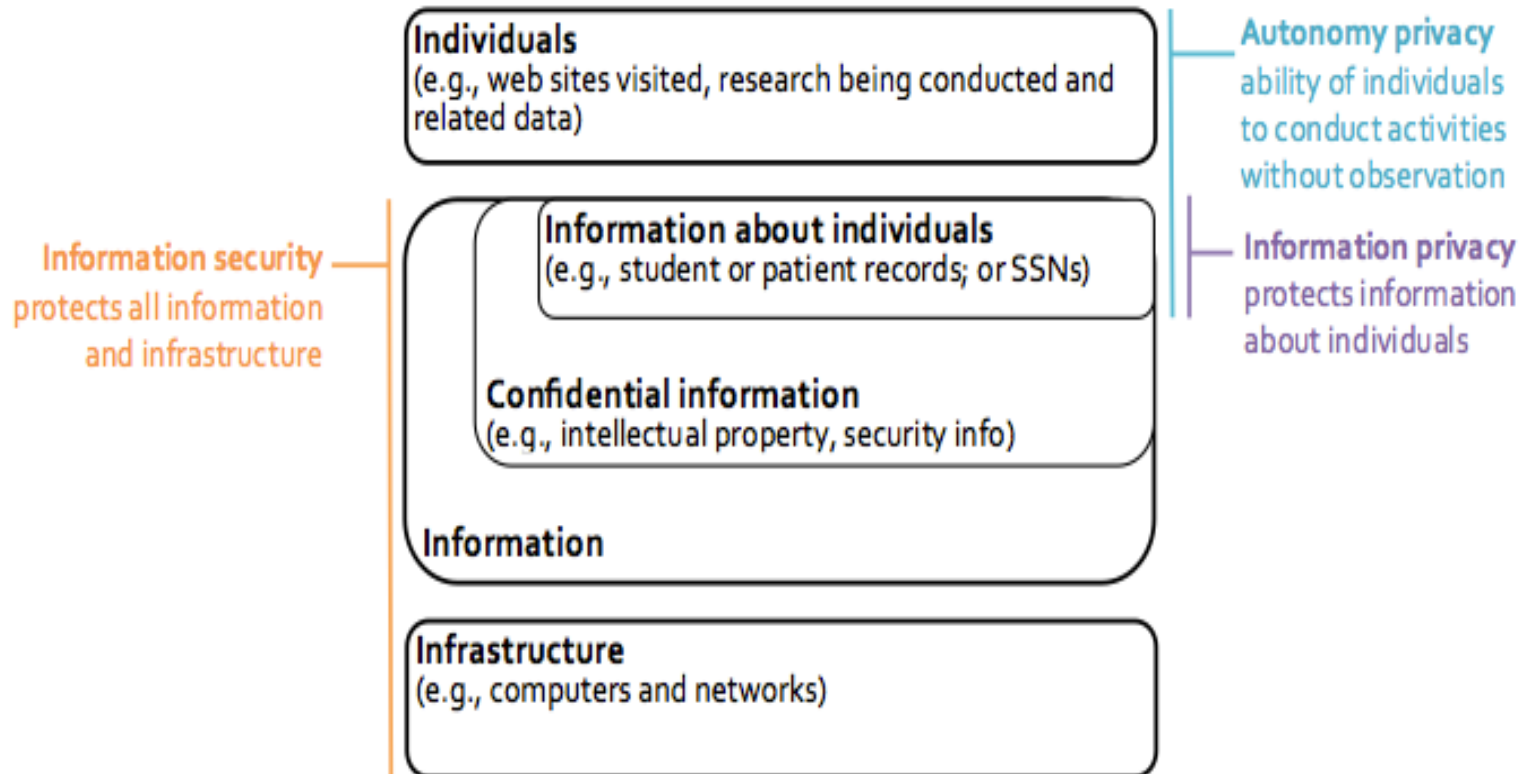 Individuals
(e.g., web sites visited, research being conducted and
related data)
Autonomy privacy
ability of individuals
to conduct activities
without observation
Information security
protects all information
and infrastructure
Information about individuals
(e.g., student or patient records; or SSNs)
Information privacy
protects information
about individuals
Confidential information
(e.g., intellectual property, security info)
Information
Infrastructure
(e.g., computers and networks)